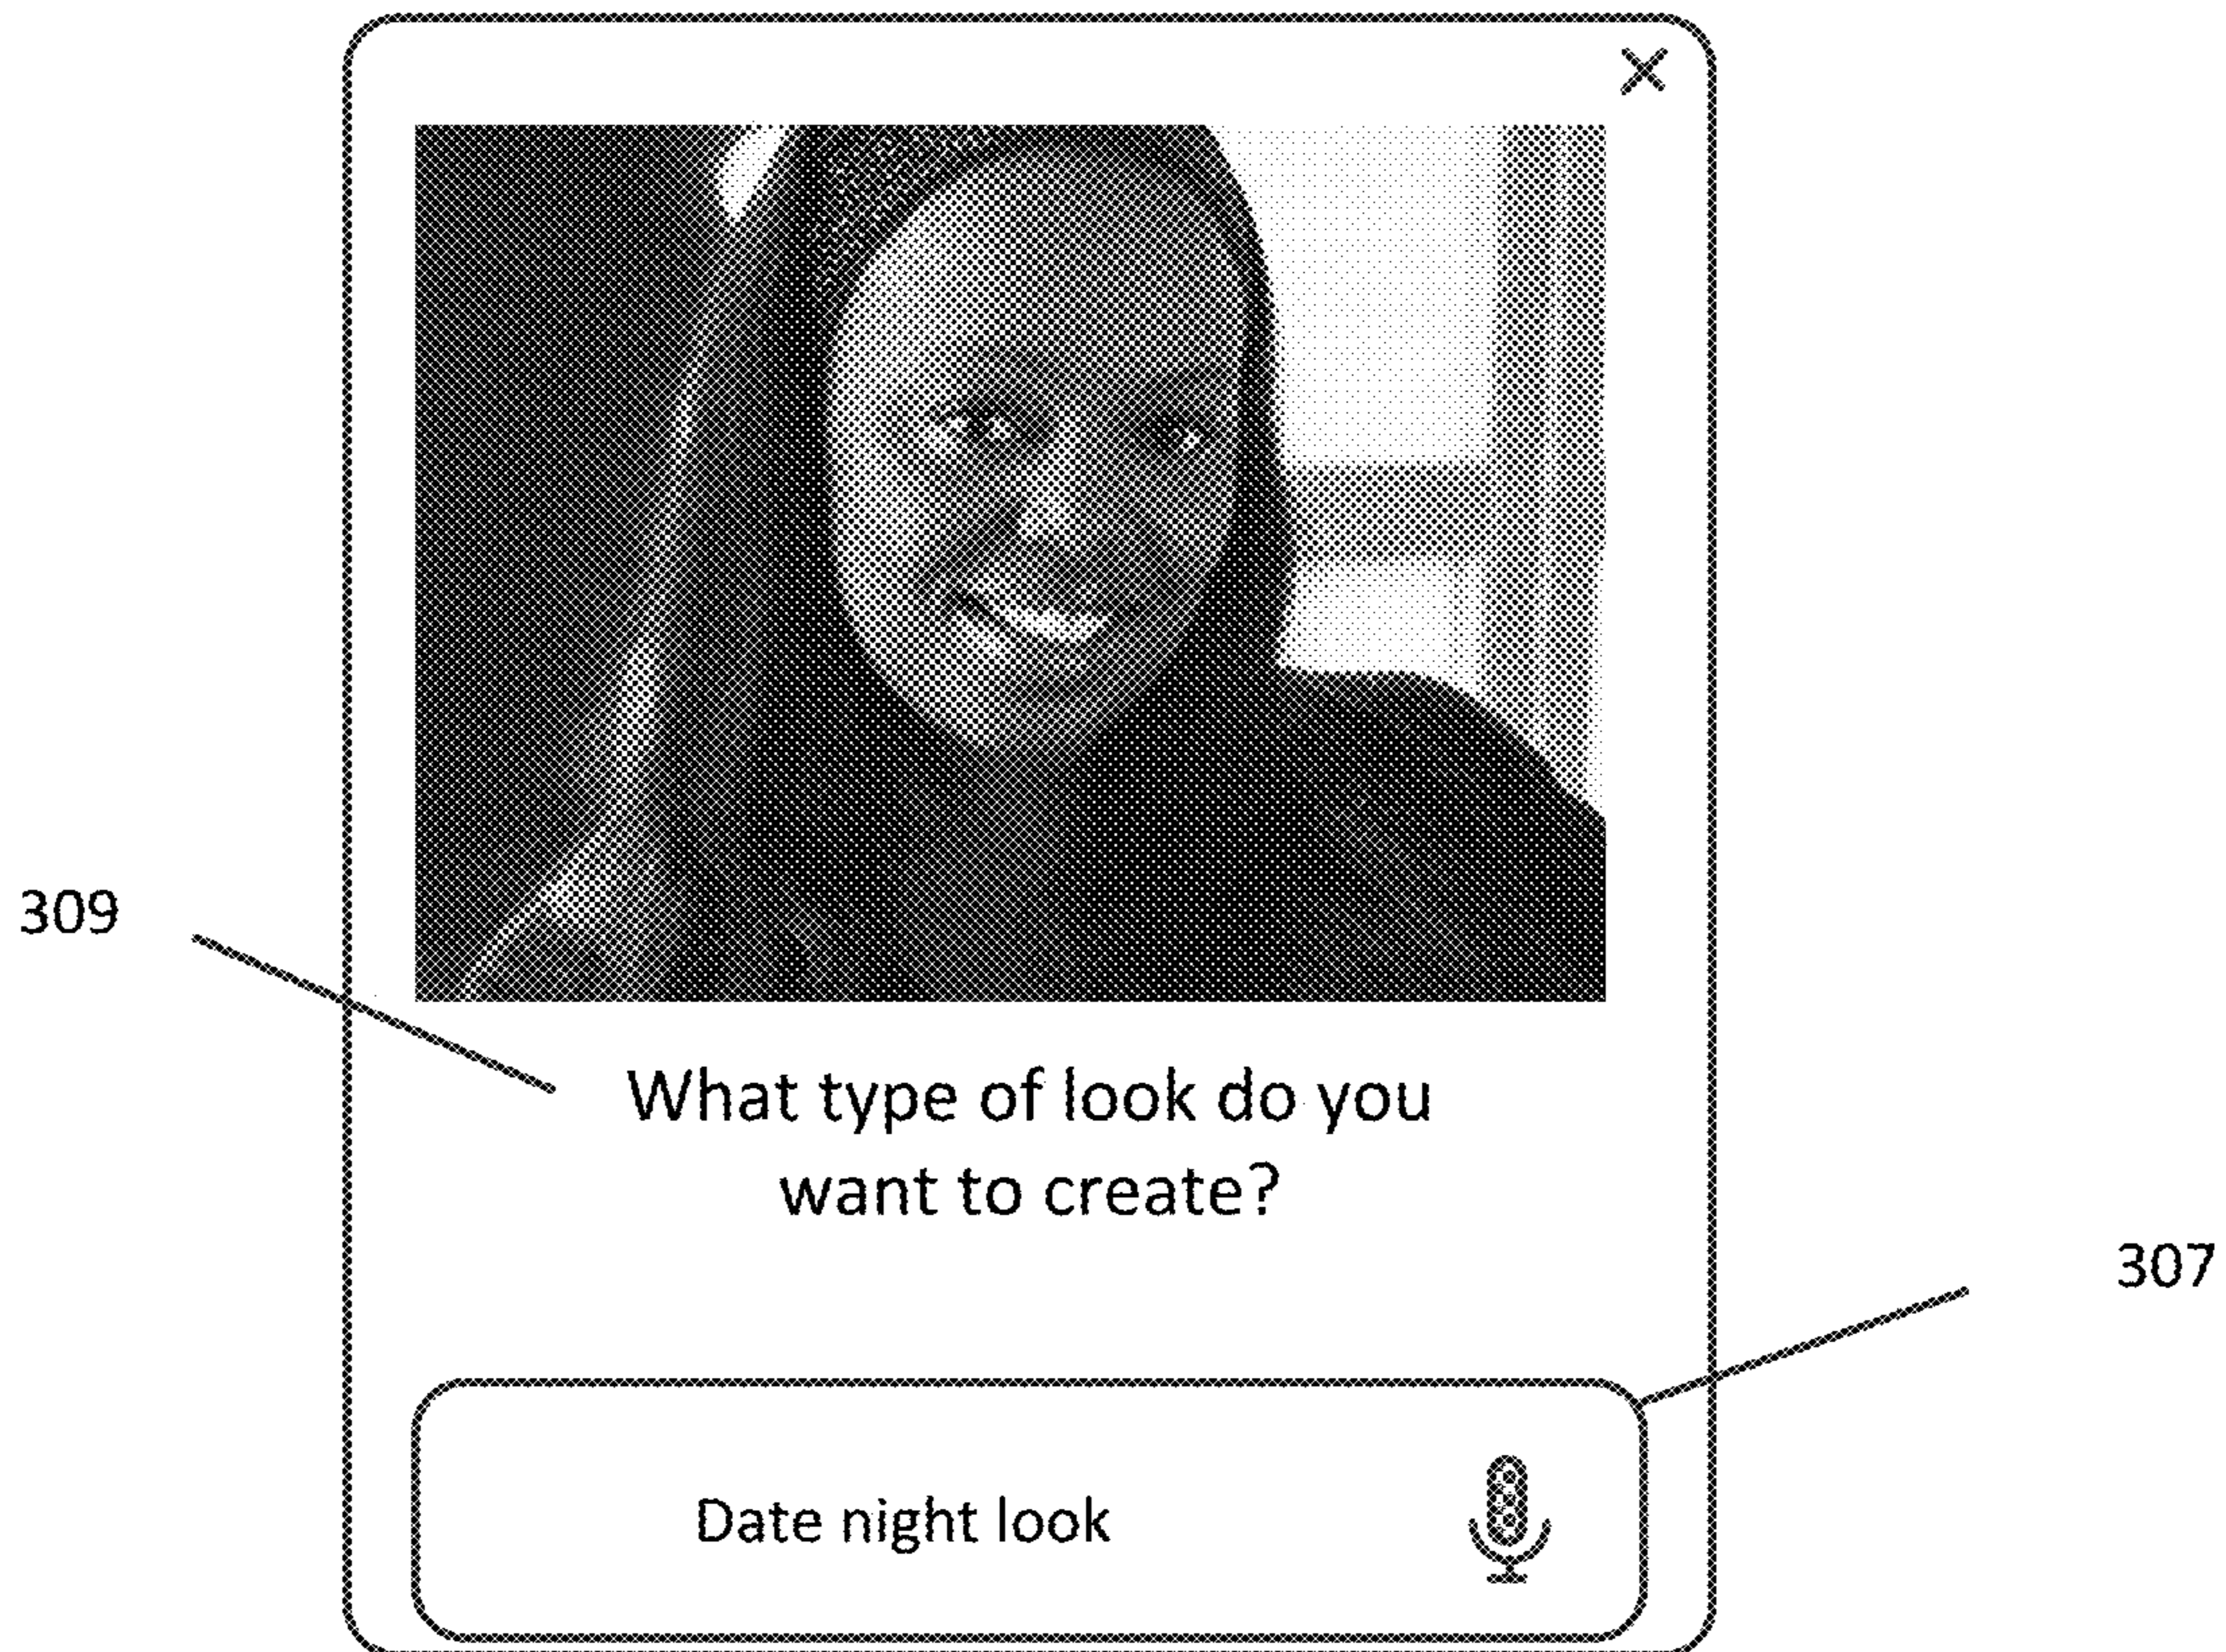 309
What type of look do you
want to create?
307
Date night look